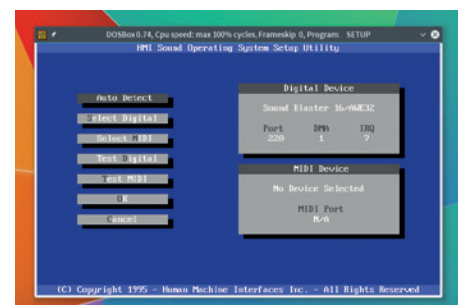 DOSBox 0.74, Cpu speed: max 100% cycles, Frameskip 0, Program: SETUP
HMI Sound Operating System Setup Utility
Auto Detect
Select Digital
Select MIDI
Test Digital
Test MIDI
OK
Cancel
Digital Device
Sound Blaster 16/AWE32
Port DMA IRQ
220 1 7
MIDI Device
No Device Selected
MIDI Port
N/A
(C) Copyright 1995 - Human Machine Interfaces Inc. - All Rights Reserved